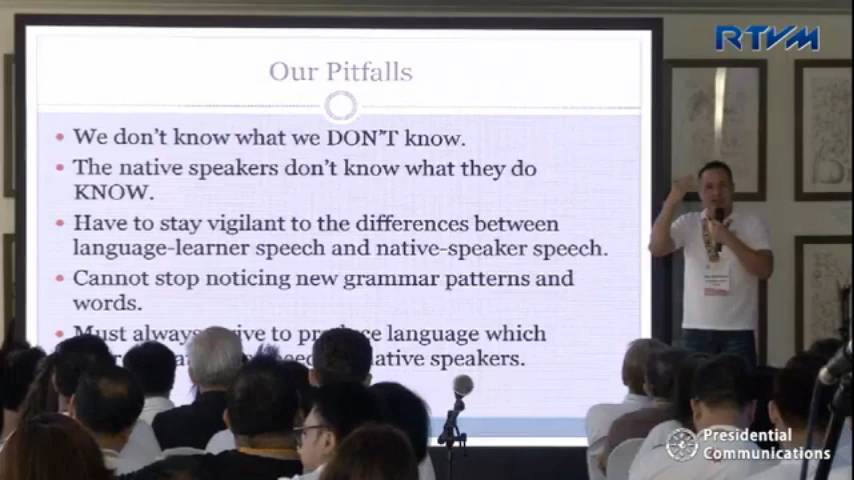 RTVM
Our Pitfalls
• We don't know what we DON'T know.
• The native speakers don't know what they do
KNOW.
• Have to stay vigilant to the differences between
language-learner speech and native-speaker speech.
• Cannot stop noticing new grammar patterns and
words.
• Must always to language which
native speakers.
Presidential
Communications